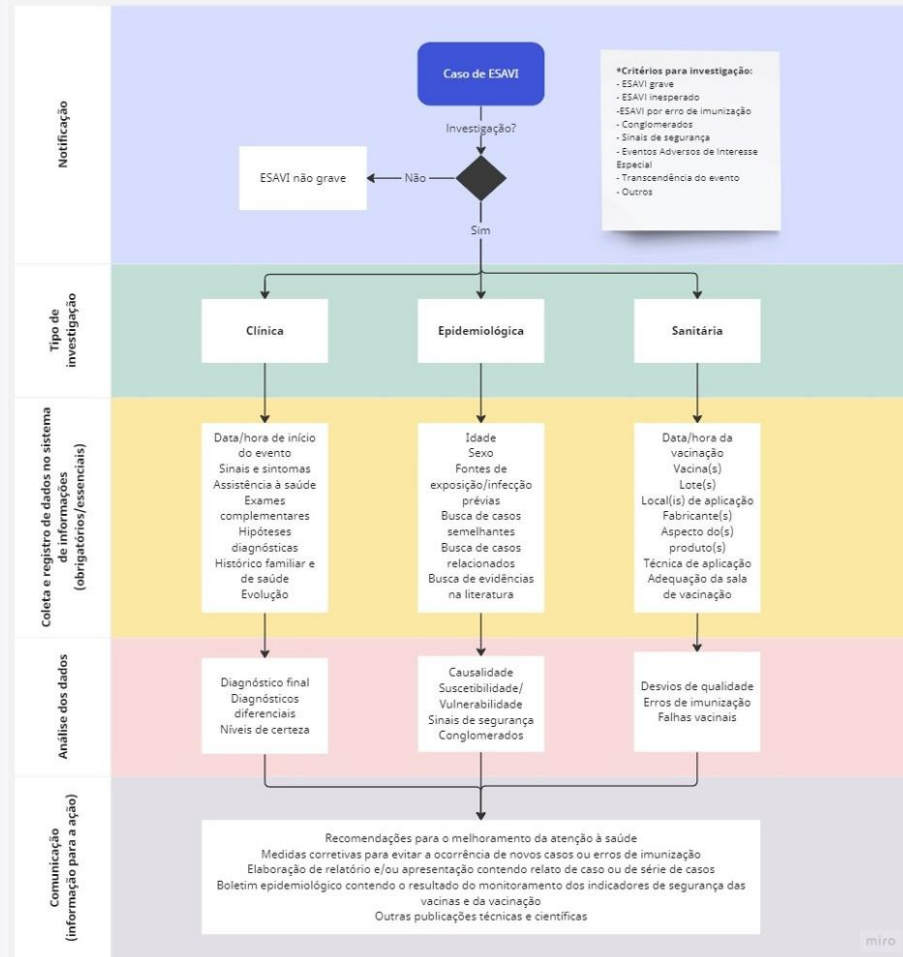 Notificação
Caso de ESAVI
*Critérios para investigação:
- ESAVI grave
- ESAVI inesperado
-ESAVI por erro de imunização
- Conglomerados
- Sinais de segurança
- Eventos Adversos de Interesse
Especial
- Transcendência do evento
- Outros
Investigação?
ESAVI não grave
Não
Sim
Tipo de
investigação
Clínica
Epidemiológica
Sanitária
Coleta e registro de dados no sistema
de informações
(obrigatórios/essenciais)
Data/hora de início
do evento
Sinais e sintomas
Assistência à saúde
Exames
complementares
Hipóteses
diagnósticas
Histórico familiar e
de saúde
Evolução
Idade
Sexo
Fontes de
exposição/infecção
prévias
Busca de casos
semelhantes
Busca de casos
relacionados
Busca de evidências
na literatura
Data/hora da
vacinação
Vacina(s)
Lote(s)
Local(is) de aplicação
Fabricante(s)
Aspecto do(s)
produto(s)
Técnica de aplicação
Adequação da sala
de vacinação
Análise dos dados
Diagnóstico final
Diagnósticos
diferenciais
Níveis de certeza
Causalidade
Suscetibilidade/
Vulnerabilidade
Sinais de segurança
Conglomerados
Desvios de qualidade
Erros de imunização
Falhas vacinais
Comunicação
(informação para a ação)
Recomendações para o melhoramento da atenção à saúde
Medidas corretivas para evitar a ocorrência de novos casos ou erros de imunização
Elaboração de relatório e/ou apresentação contendo relato de caso ou de série de casos
Boletim epidemiológico contendo o resultado do monitoramento dos indicadores de segurança das
vacinas e da vacinação
Outras publicações técnicas e científicas
miro